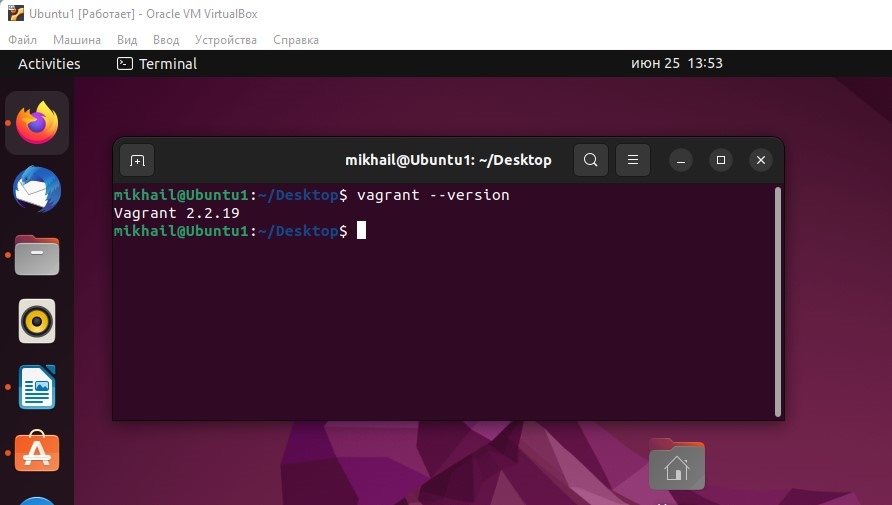 Ubuntu1 [Работает] - Oracle VM VirtualBox
Файл Машина Вид Ввод Устройства Справка
Activities Terminal июн 25 13:53
mikhail@Ubuntu1: ~/Desktop
mikhail@Ubuntu1:~/Desktop$ vagrant --version
Vagrant 2.2.19
mikhail@Ubuntu1:~/Desktop$